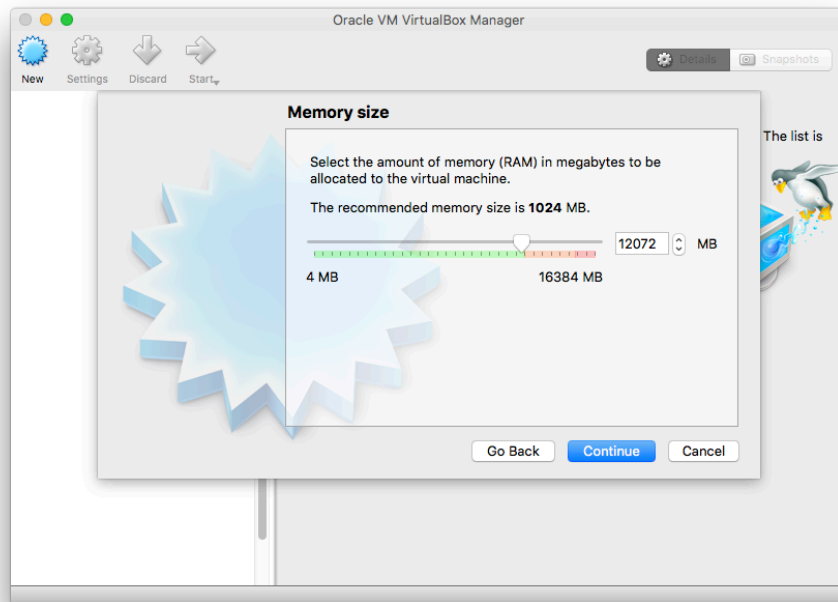 Oracle VM VirtualBox Manager
New
Settings
Discard
Start
Details
Snapshots
Memory size
The list is
Select the amount of memory (RAM) in megabytes to be
allocated to the virtual machine.
The recommended memory size is 1024 MB.
12072 MB
4 MB
16384 MB
Go Back
Continue
Cancel